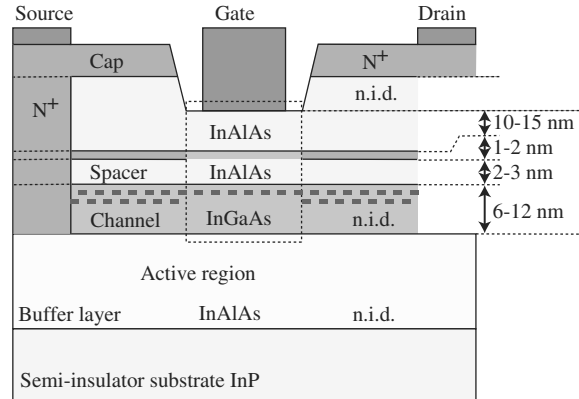 Source Gate Drain
Cap N+
N+ n.i.d.
InAlAs 10-15 nm
1-2 nm
Spacer InAlAs 2-3 nm
Channel InGaAs n.i.d. 6-12 nm
Active region
Buffer layer InAlAs n.i.d.
Semi-insulator substrate InP